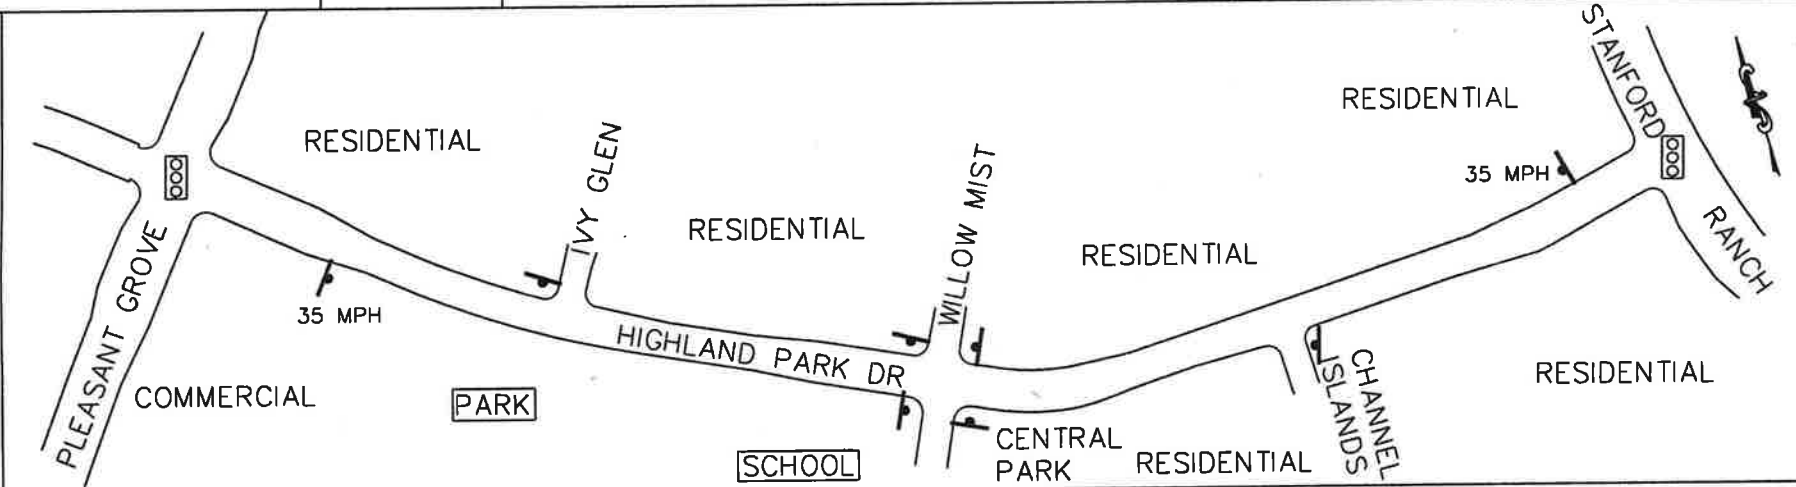 STANFORD
RANCH
RESIDENTIAL
RESIDENTIAL
IVY GLEN
WILLOW MIST
35 MPH
RESIDENTIAL
RESIDENTIAL
PLEASANT GROVE
35 MPH
HIGHLAND PARK DR
CHANNEL
ISLANDS
RESIDENTIAL
COMMERCIAL
PARK
CENTRAL
PARK
RESIDENTIAL
SCHOOL